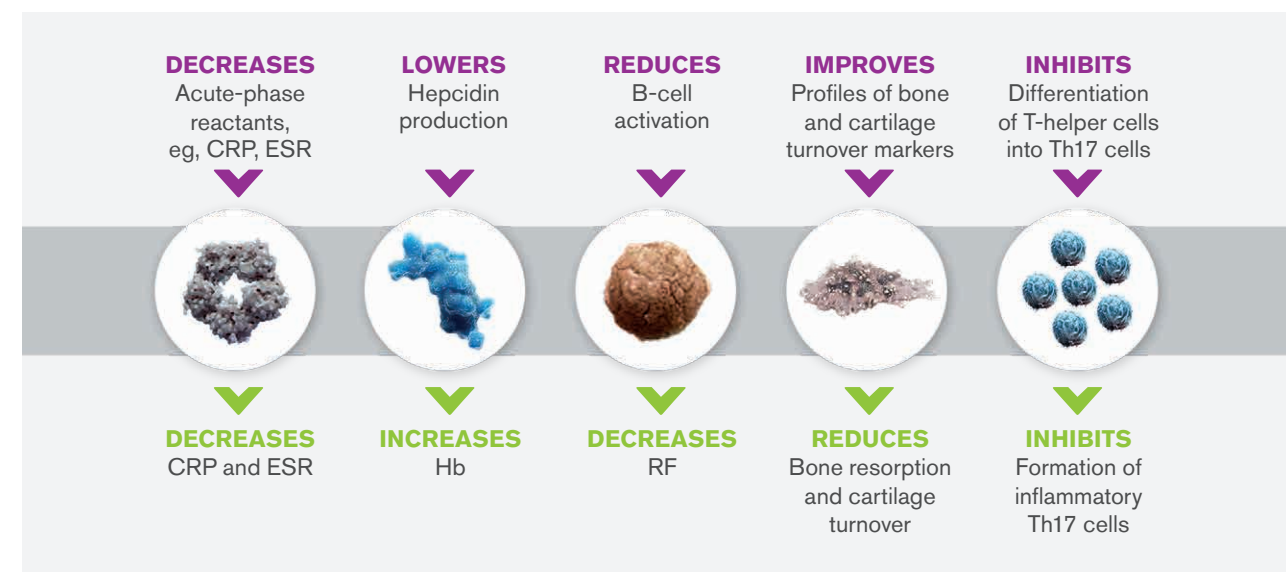 DECREASES
Acute-phase
reactants,
eg, CRP, ESR
LOWERS
Hepcidin
production
REDUCES
B-cell
activation
IMPROVES
Profiles of bone
and cartilage
turnover markers
INHIBITS
Differentiation
of T-helper cells
into Th17 cells
DECREASES
CRP and ESR
INCREASES
Hb
DECREASES
RF
REDUCES
Bone resorption
and cartilage
turnover
INHIBITS
Formation of
inflammatory
Th17 cells